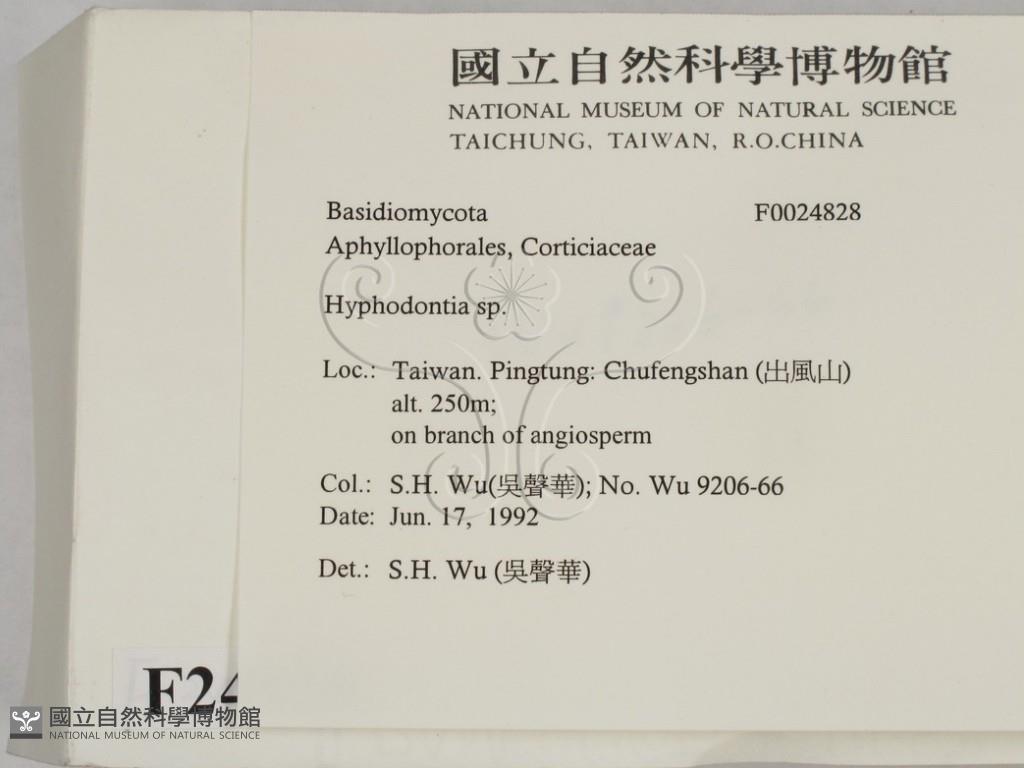 國立自然科學博物館
NATIONAL MUSEUM OF NATURAL SCIENCE
TAICHUNG, TAIWAN, R.O.CHINA
Basidiomycota F0024828
Aphyllophorales, Corticiaceae
Hyphodontia sp.
Loc.: Taiwan. Pingtung: Chufengshan (出風山)
alt. 250m;
on branch of angiosperm
Col.: S.H. Wu(吳聲華); No. Wu 9206-66
Date: Jun. 17, 1992
Det.: S.H. Wu (吳聲華)
F24
國立自然科學博物館
NATIONAL MUSEUM OF NATURAL SCIENCE